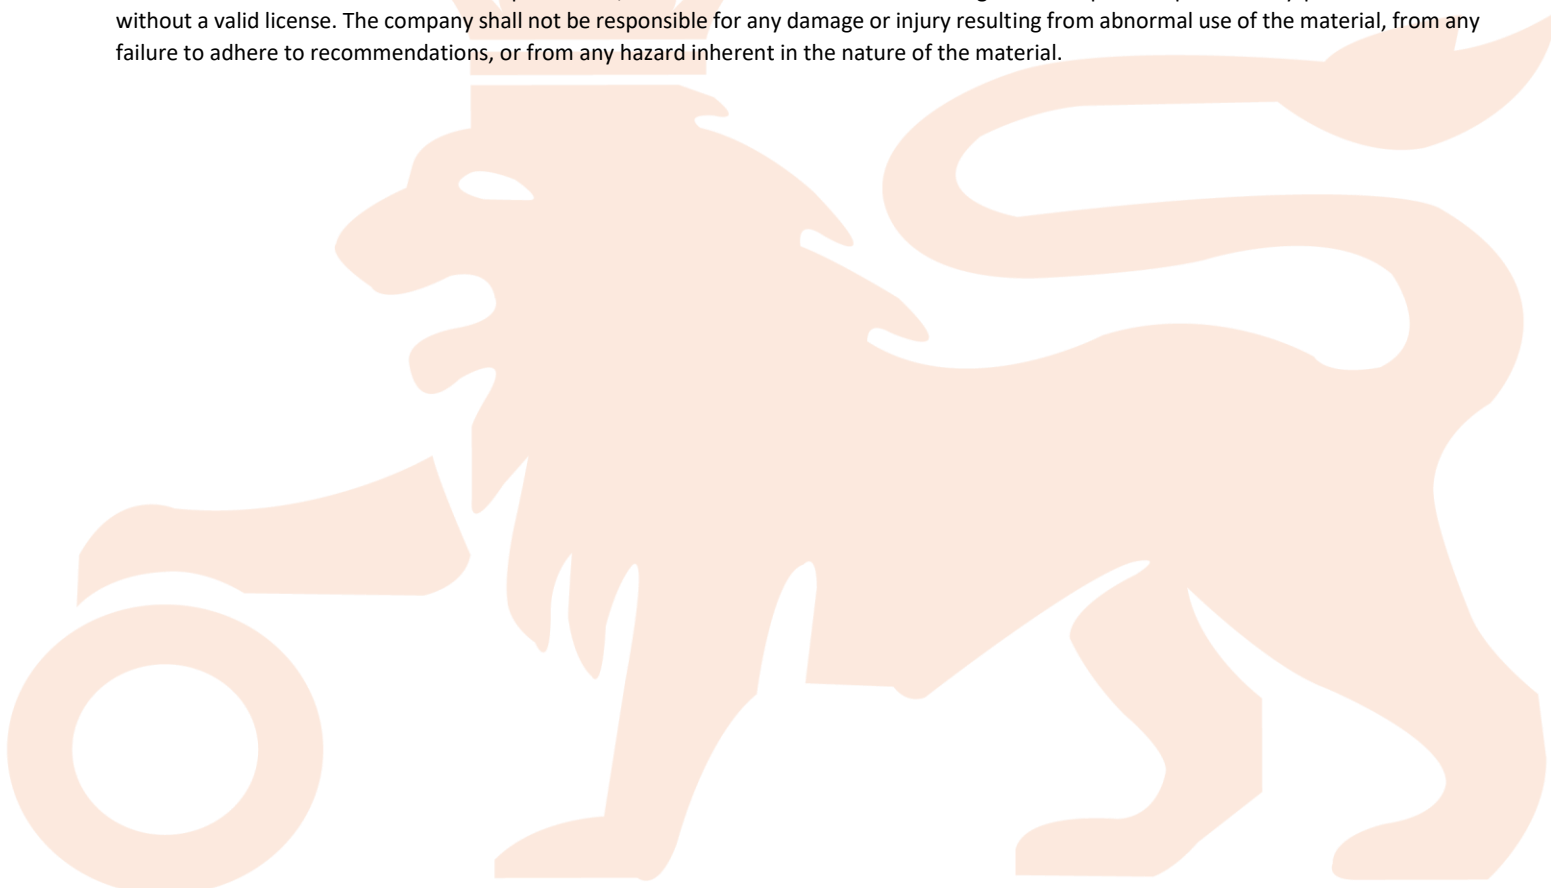 without a valid license. The company shall not be responsible for any damage or injury resulting from abnormal use of the material, from any
failure to adhere to recommendations, or from any hazard inherent in the nature of the material.